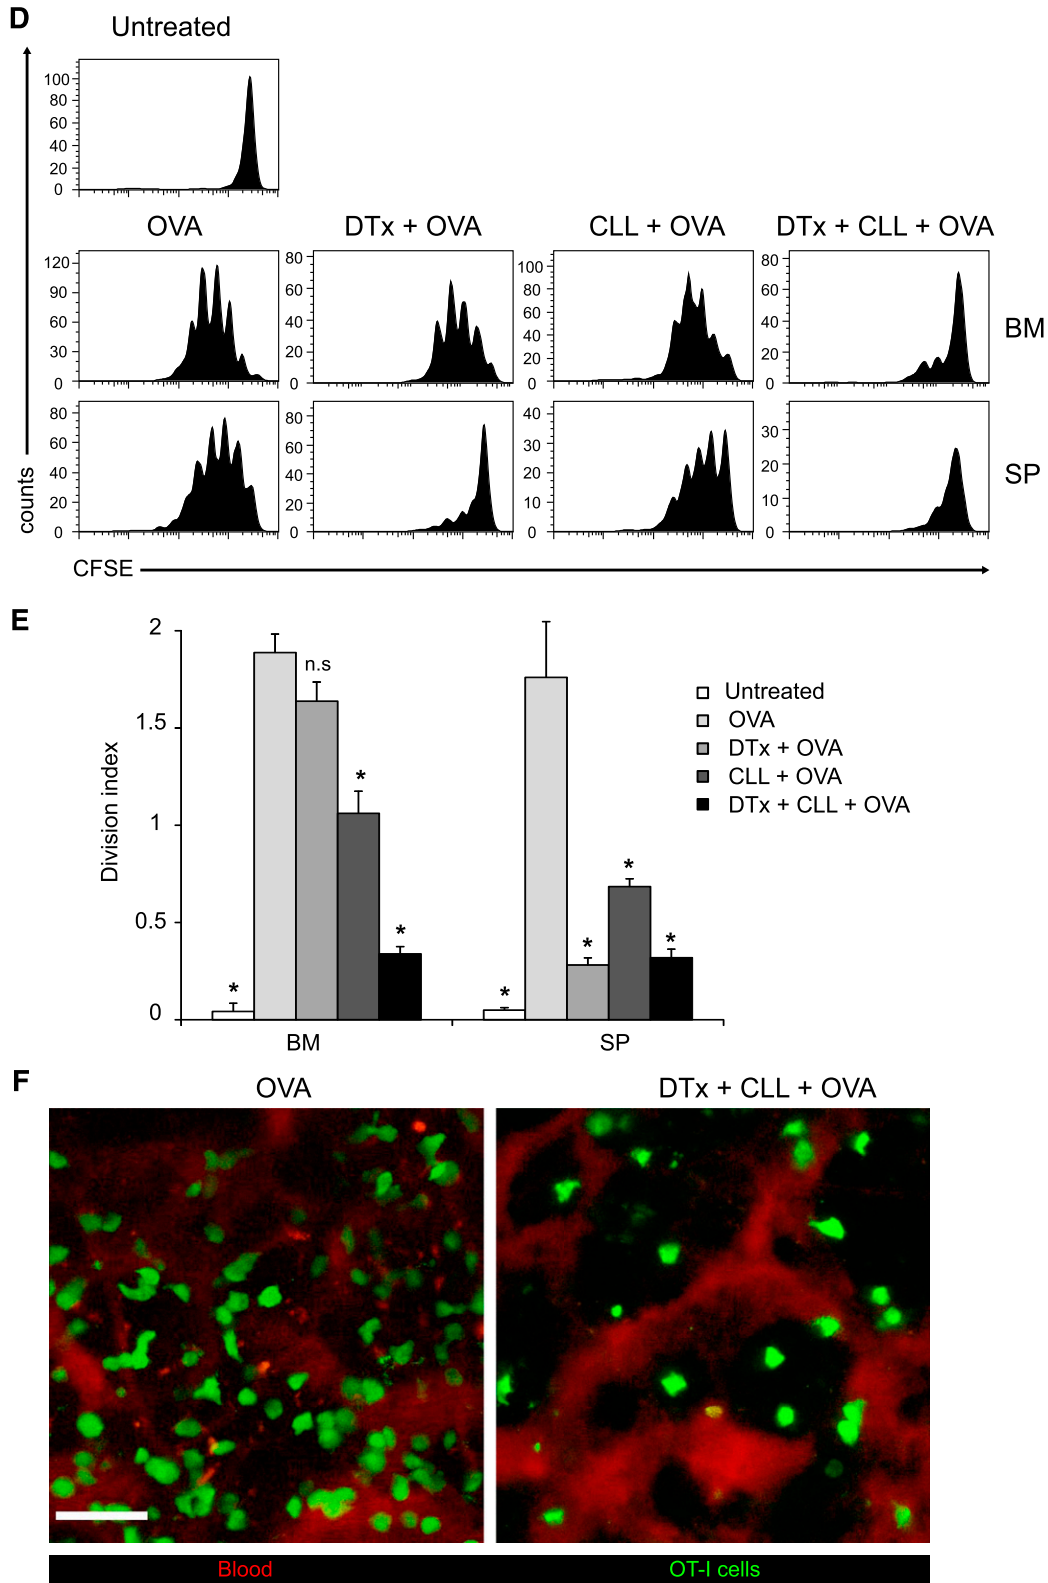 D
Untreated
100
80
60
40
20
0
OVA
DTx + OVA
CLL + OVA
DTx + CLL + OVA
120
90
60
30
0
80
60
40
20
0
100
80
60
40
20
0
80
60
40
20
0
BM
80
60
40
20
0
80
60
40
20
0
40
30
20
10
0
30
20
10
0
SP
counts
CFSE
E
2
1.5
1
0.5
0
Division index
n.s
*
*
*
*
*
*
*
BM
SP
Untreated
OVA
DTx + OVA
CLL + OVA
DTx + CLL + OVA
F
OVA
DTx + CLL + OVA
Blood
OT-I cells